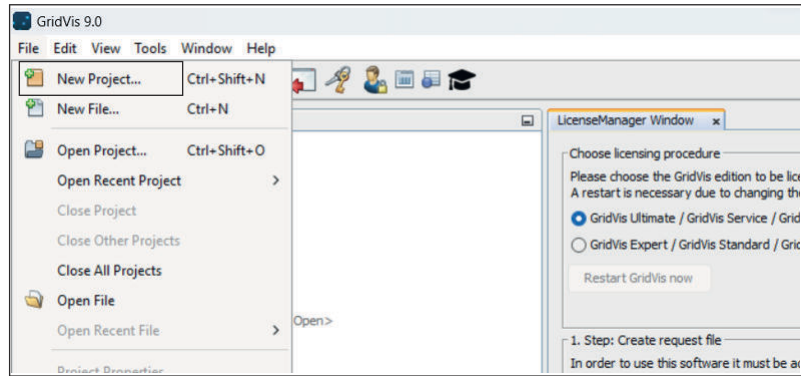 GridVis 9.0
File Edit View Tools Window Help
New Project... Ctrl+Shift+N
New File... Ctrl+N
Open Project... Ctrl+Shift+O
Open Recent Project
Close Project
Close Other Projects
Close All Projects
Open File
Open Recent File
Project Properties
Open>
LicenseManager Window
Choose licensing procedure
Please choose the GridVis edition to be
A restart is necessary due to changing
GridVis Ultimate / GridVis Service /
GridVis Expert / GridVis Standard /
Restart GridVis now
1. Step: Create request file
In order to use this software it must be